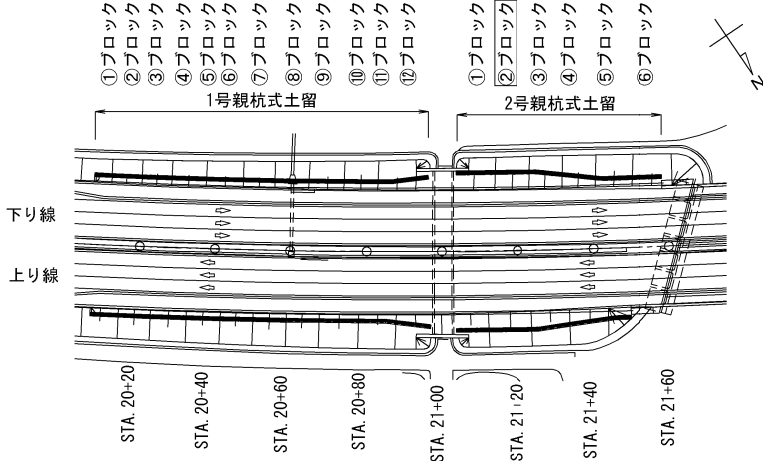 ①ブロック
②ブロック
③ブロック
④ブロック
⑤ブロック
⑥ブロック
⑦ブロック
⑧ブロック
⑨ブロック
⑩ブロック
⑪ブロック
⑫ブロック
①ブロック
②ブロック
③ブロック
④ブロック
⑤ブロック
⑥ブロック
1号親杭式土留
2号親杭式土留
N
下り線
上り線
STA. 20+20
STA. 20+40
STA. 20+60
STA. 20+80
STA. 21+00
STA. 21+20
STA. 21+40
STA. 21+60